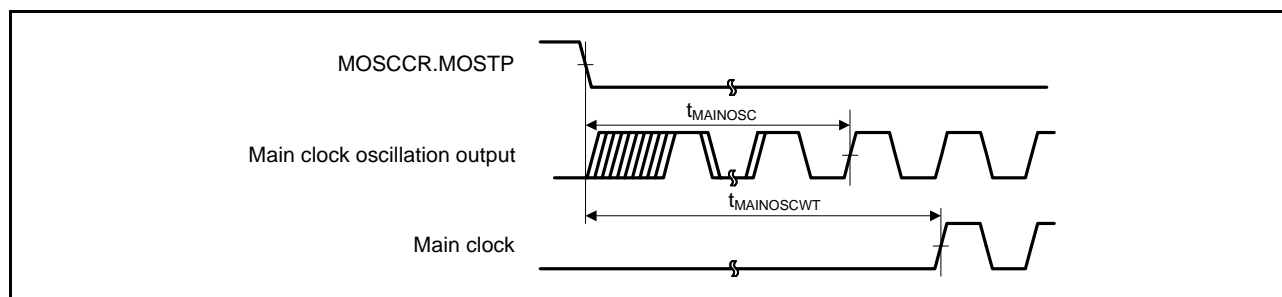 MOSCCR.MOSTP
tMAINOSC
Main clock oscillation output
tMAINOSCWT
Main clock